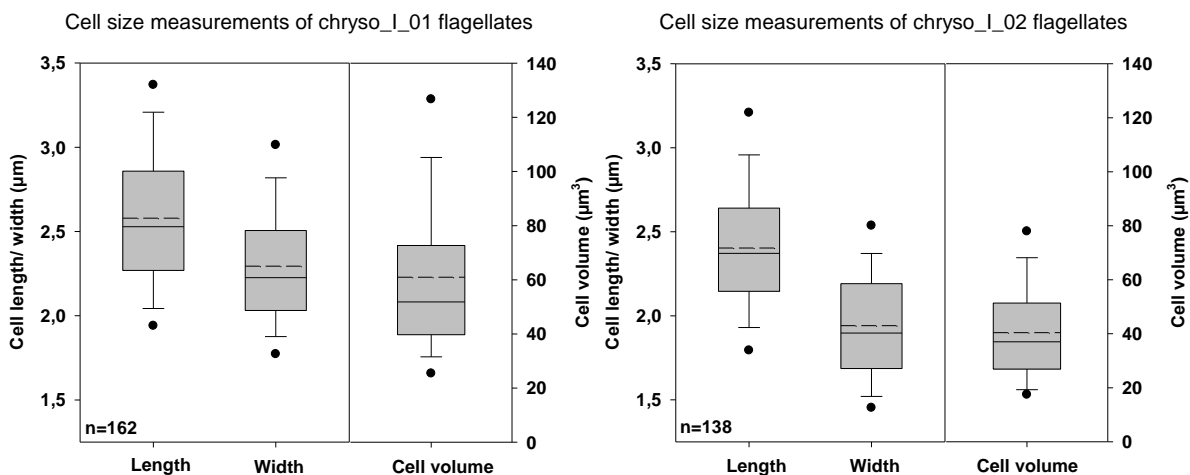 Cell size measurements of chryso_I_01 flagellates
Cell length/ width (µm)
3,5
3,0
2,5
2,0
1,5
n=162
Length
Width
Cell volume
140
120
100
80
60
40
20
0
Cell volume (µm³)
Cell size measurements of chryso_I_02 flagellates
Cell length/ width (µm)
3,5
3,0
2,5
2,0
1,5
n=138
Length
Width
Cell volume
140
120
100
80
60
40
20
0
Cell volume (µm³)